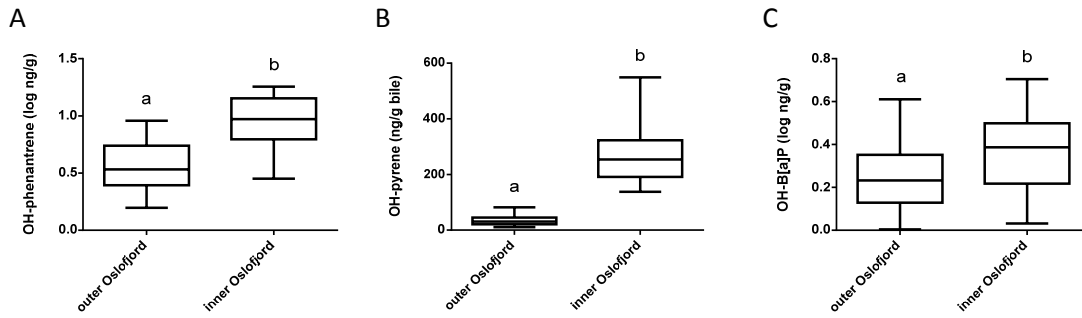 A
OH-phenantrene (log ng/g)
1.5
1.0
0.5
0.0
a
b
outer Oslofjord
inner Oslofjord
B
OH-pyrene (ng/g bile)
600
400
200
0
a
b
outer Oslofjord
inner Oslofjord
C
OH-B[a]P (log ng/g)
0.8
0.6
0.4
0.2
0.0
a
b
outer Oslofjord
inner Oslofjord